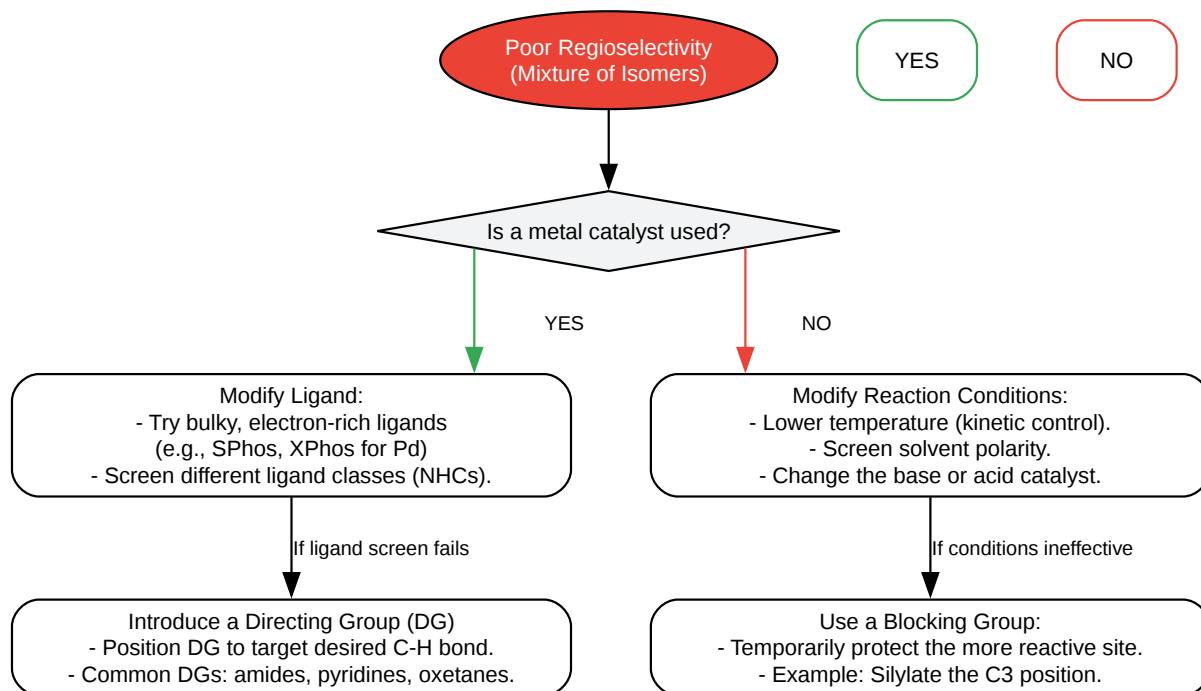 Poor Regioselectivity
(Mixture of Isomers)
YES
NO
Is a metal catalyst used?
YES
NO
Modify Ligand:
- Try bulky, electron-rich ligands
(e.g., SPhos, XPhos for Pd)
- Screen different ligand classes (NHCs).
Modify Reaction Conditions:
- Lower temperature (kinetic control).
- Screen solvent polarity.
- Change the base or acid catalyst.
If ligand screen fails
If conditions ineffective
Introduce a Directing Group (DG)
- Position DG to target desired C-H bond.
- Common DGs: amides, pyridines, oxetanes.
Use a Blocking Group:
- Temporarily protect the more reactive site.
- Example: Silylate the C3 position.